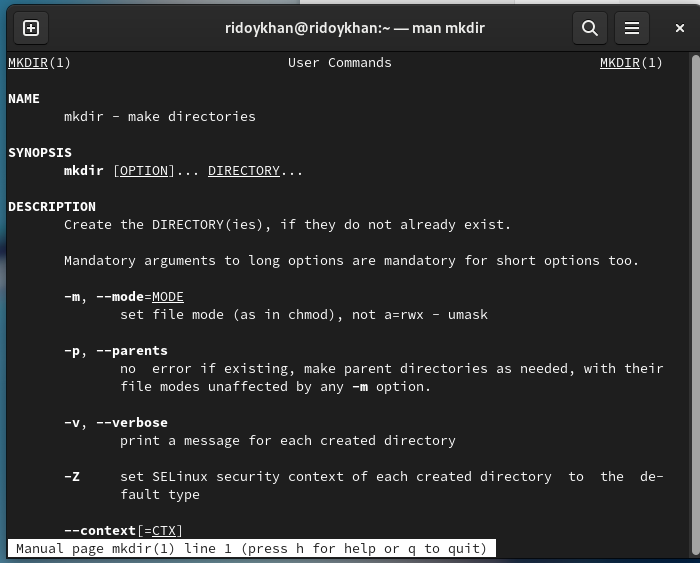 ridoykhan@ridoykhan:~ — man mkdir
MKDIR(1) User Commands MKDIR(1)
NAME
mkdir - make directories
SYNOPSIS
mkdir [OPTION]... DIRECTORY...
DESCRIPTION
Create the DIRECTORY(ies), if they do not already exist.
Mandatory arguments to long options are mandatory for short options too.
-m, --mode=MODE
set file mode (as in chmod), not a=rwx - umask
-p, --parents
no  error if existing, make parent directories as needed, with their
file modes unaffected by any -m option.
-v, --verbose
print a message for each created directory
-Z set SELinux security context of each created directory  to  the  de-
fault type
--context[=CTX]
Manual page mkdir(1) line 1 (press h for help or q to quit)